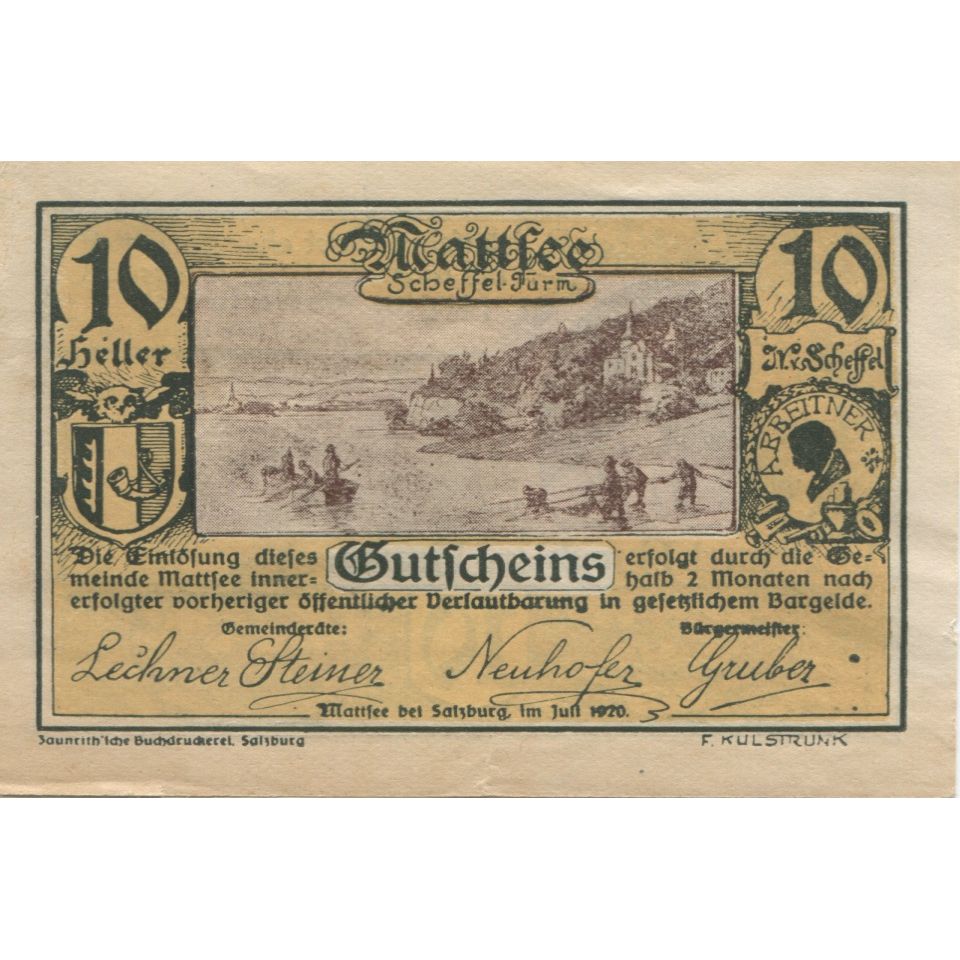 10
Heller
Mattsee
Scheffel-Turm
10
J.V. Scheffel
ABBEITNER
Die Einlösung dieses Gutscheins erfolgt durch die Ge-
meinde Mattsee inner- halb 2 Monaten nach
erfolgter vorheriger öffentlicher Verlautbarung in gesetzlichem Bargelde.
Gemeinderäte: Bürgermeister:
Lechner Steiner Neuhofer Gruber
Mattsee bei Salzburg, im Juli 1920.
Zaunrith'sche Buchdruckerei, Salzburg
F. KULSTRUNK